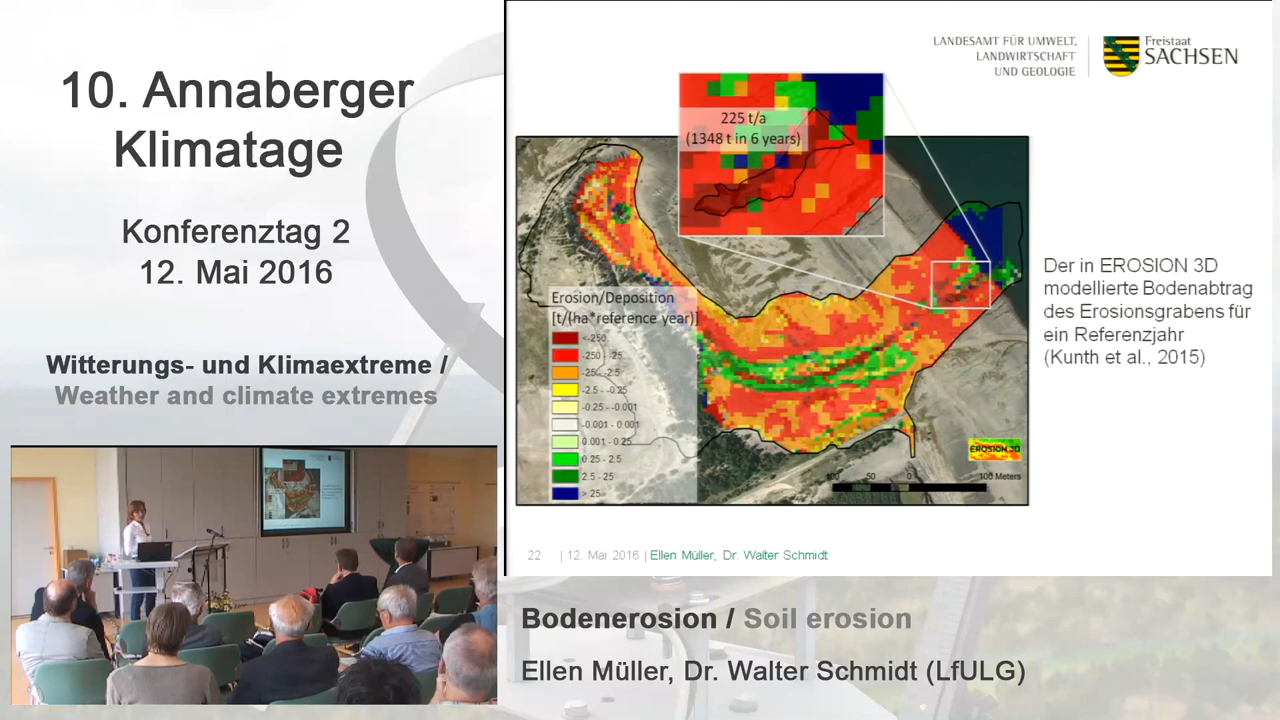 10. Annaberger
Klimatage
Konferenztag 2
12. Mai 2016
Witterungs- und Klimaextreme /
Weather and climate extremes
LANDESAMT FÜR UMWELT,
LANDWIRTSCHAFT
UND GEOLOGIE
Freistaat
SACHSEN
225 t/a
(1348 t in 6 years)
Erosion/Deposition
[t/(ha*reference year)]
<-250
-250 - -25
-25 - -2.5
-2.5 - -0.25
-0.25 - -0.001
-0.001 - 0.001
0.001 - 0.25
0.25 - 2.5
2.5 - 25
> 25
EROSION 3D
100 50 0 100 Meters
Der in EROSION 3D
modellierte Bodenabtrag
des Erosionsgrabens für
ein Referenzjahr
(Kunth et al., 2015)
22 | 12. Mai 2016 | Ellen Müller, Dr. Walter Schmidt
Bodenerosion / Soil erosion
Ellen Müller, Dr. Walter Schmidt (LfULG)